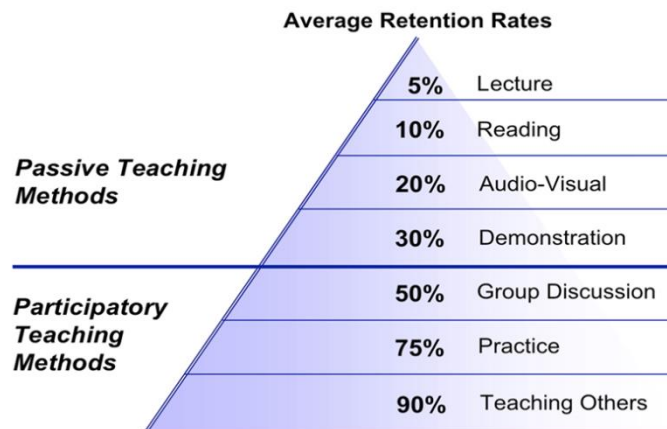 Average Retention Rates
5% Lecture
10% Reading
Passive Teaching
Methods
20% Audio-Visual
30% Demonstration
Participatory
Teaching
Methods
50% Group Discussion
75% Practice
90% Teaching Others